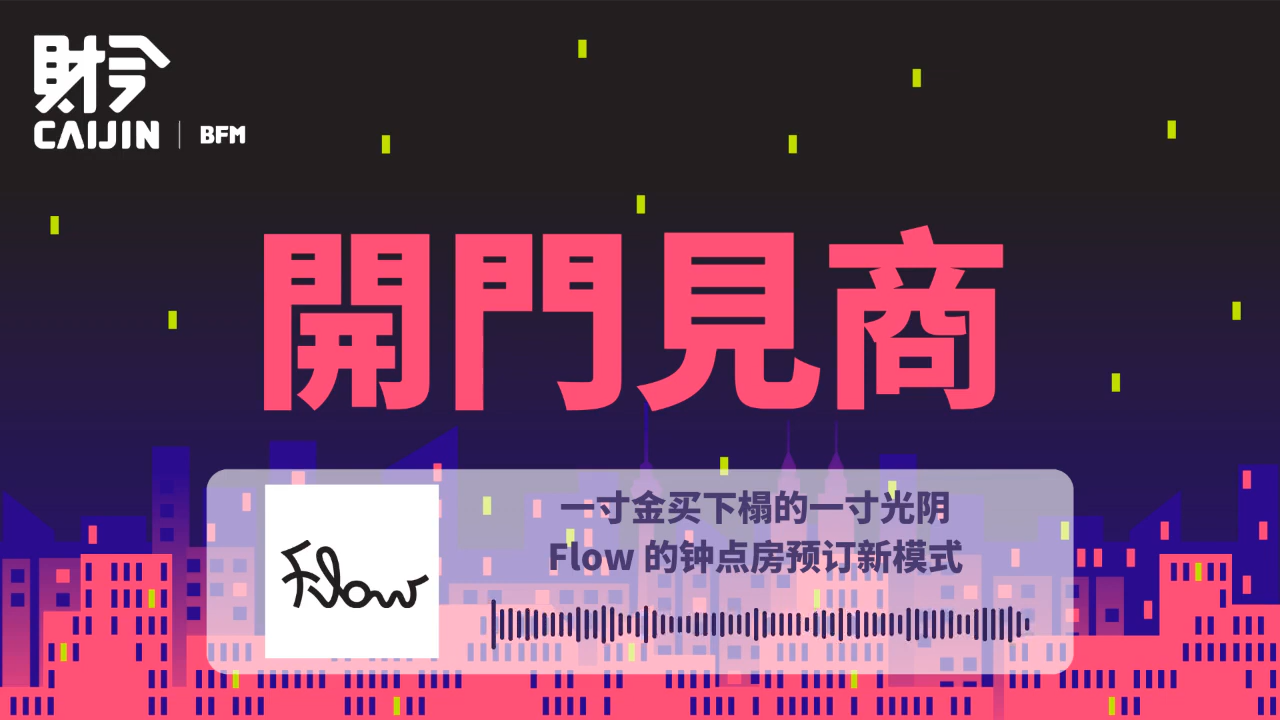 財今
CAIJIN | BFM
開門見商
Flow
一寸金买下榻的一寸光阴
Flow 的钟点房预订新模式